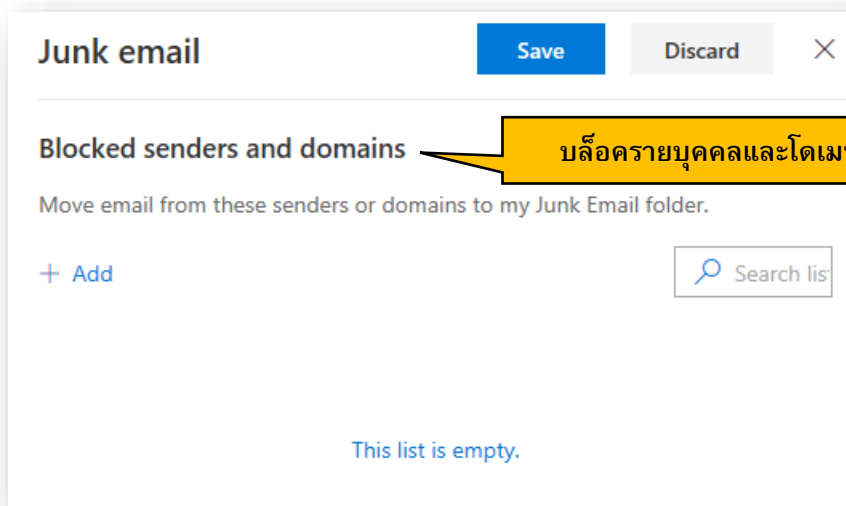 Junk email
Save
Discard
Blocked senders and domains
บล็อครายบุคคลและโดเมน
Move email from these senders or domains to my Junk Email folder.
+ Add
Search
This list is empty.